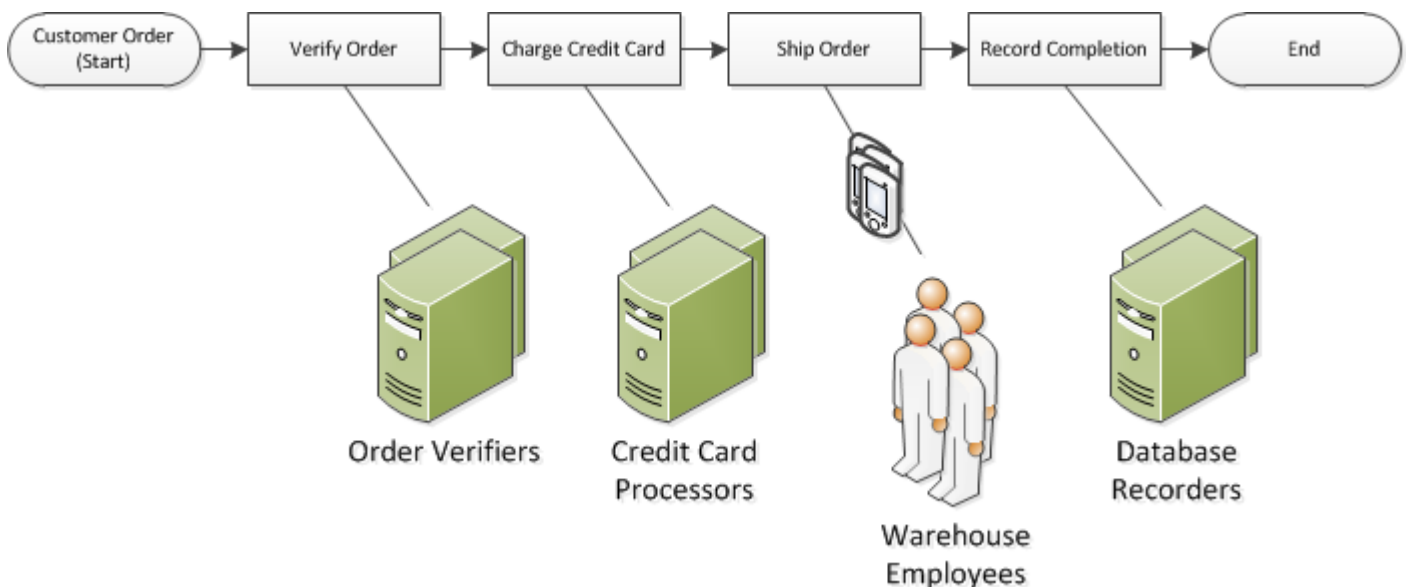 Customer Order
(Start)
Verify Order
Charge Credit Card
Ship Order
Record Completion
End
Order Verifiers
Credit Card
Processors
Warehouse
Employees
Database
Recorders